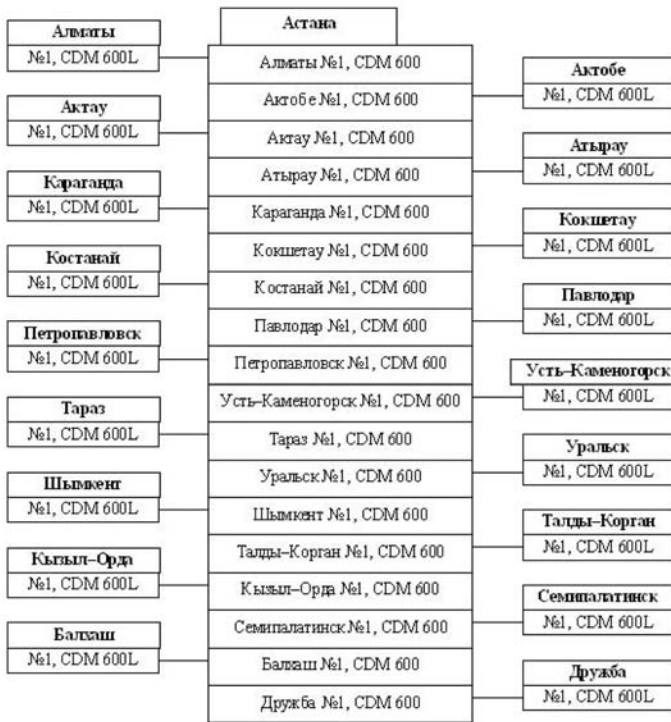 Астана
Алматы №1, CDM 600
Актобе №1, CDM 600
Актау №1, CDM 600
Атырау №1, CDM 600
Караганда №1, CDM 600
Кокшетау №1, CDM 600
Костанай №1, CDM 600
Павлодар №1, CDM 600
Петропавловск №1, CDM 600
Усть–Каменогорск №1, CDM 600
Тараз №1, CDM 600
Уральск №1, CDM 600
Шымкент №1, CDM 600
Талды–Корган №1, CDM 600
Кызыл–Орда №1, CDM 600
Семипалатинск №1, CDM 600
Балхаш №1, CDM 600
Дружба №1, CDM 600
Алматы
№1, CDM 600L
Актау
№1, CDM 600L
Караганда
№1, CDM 600L
Костанай
№1, CDM 600L
Петропавловск
№1, CDM 600L
Тараз
№1, CDM 600L
Шымкент
№1, CDM 600L
Кызыл–Орда
№1, CDM 600L
Балхаш
№1, CDM 600L
Актобе
№1, CDM 600L
Атырау
№1, CDM 600L
Кокшетау
№1, CDM 600L
Павлодар
№1, CDM 600L
Усть–Каменогорск
№1, CDM 600L
Уральск
№1, CDM 600L
Талды–Корган
№1, CDM 600L
Семипалатинск
№1, CDM 600L
Дружба
№1, CDM 600L